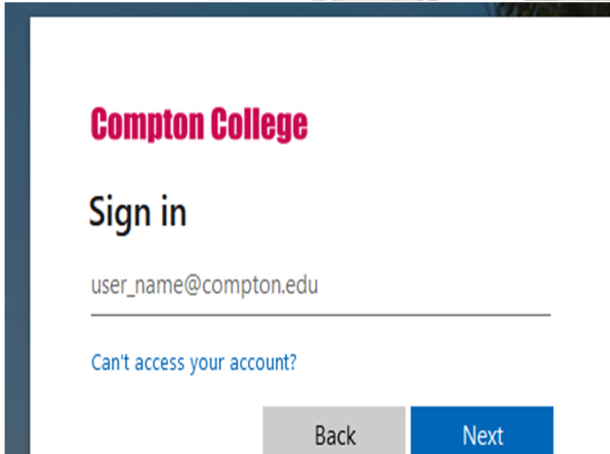 Compton College
Sign in
user_name@compton.edu
Can't access your account?
Back Next